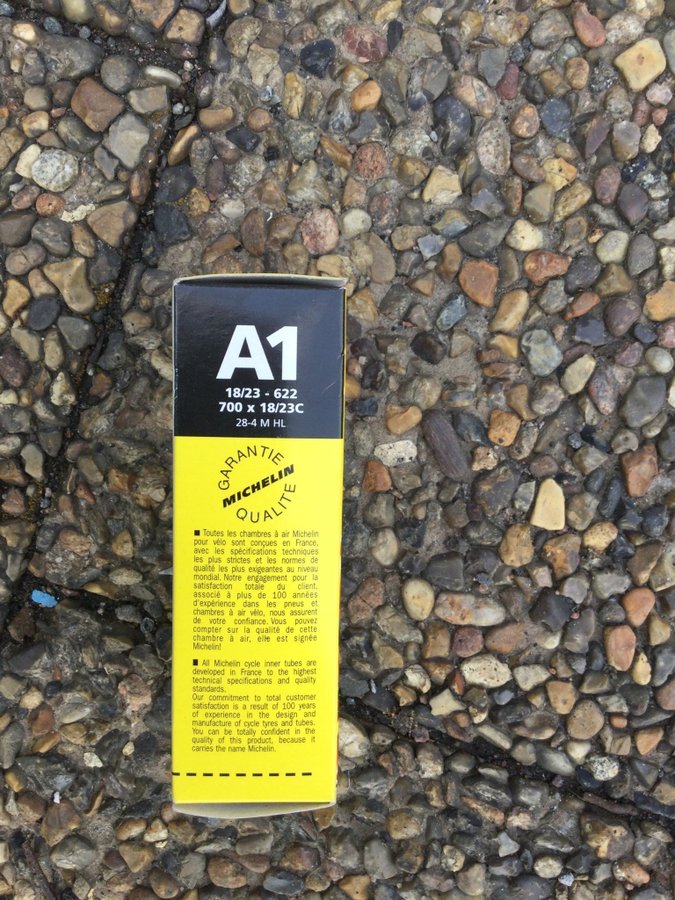 A1
18/23 - 622
700 x 18/23C
28-4 M HL
GARANTIE
MICHELIN
QUALITE
■ Toutes les chambres à air Michelin
pour vélo sont conçues en France,
avec les spécifications techniques
les plus strictes et les normes de
qualité les plus exigeantes au niveau
mondial. Notre engagement pour la
satisfaction totale du client,
associé à plus de 100 années
d'expérience dans les pneus et
chambres à air vélo, nous assurent
de votre confiance. Vous pouvez
compter sur la qualité de cette
chambre à air, elle est signée
Michelin!
■ All Michelin cycle inner tubes are
developed in France to the highest
technical specifications and quality
standards.
Our commitment to total customer
satisfaction is a result of 100 years
of experience in the design and
manufacture of cycle tyres and tubes.
You can be totally confident in the
quality of this product, because it
carries the name Michelin.